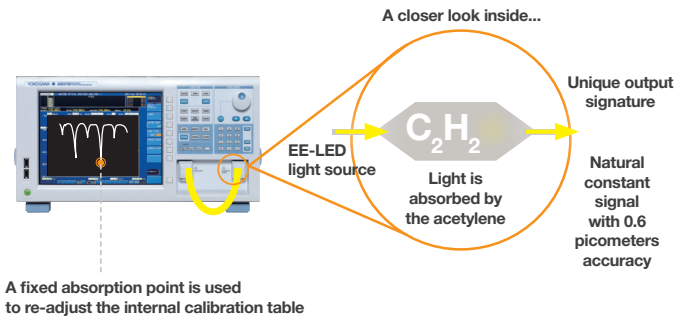 A closer look inside...
YOKOGAWA
Unique output
signature
C2H2
EE-LED
light source
Light is
absorbed by
the acetylene
Natural
constant
signal
with 0.6
picometers
accuracy
A fixed absorption point is used
to re-adjust the internal calibration table